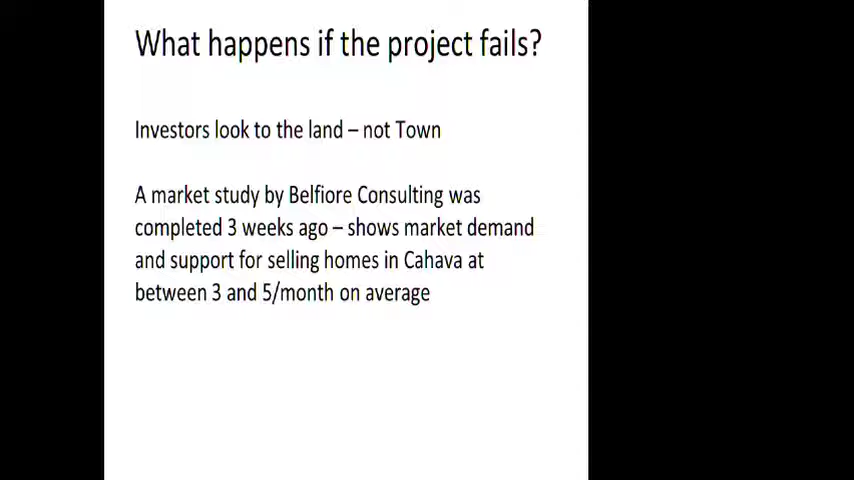 What happens if the project fails?
Investors look to the land – not Town
A market study by Belfiore Consulting was
completed 3 weeks ago – shows market demand
and support for selling homes in Cahava at
between 3 and 5/month on average